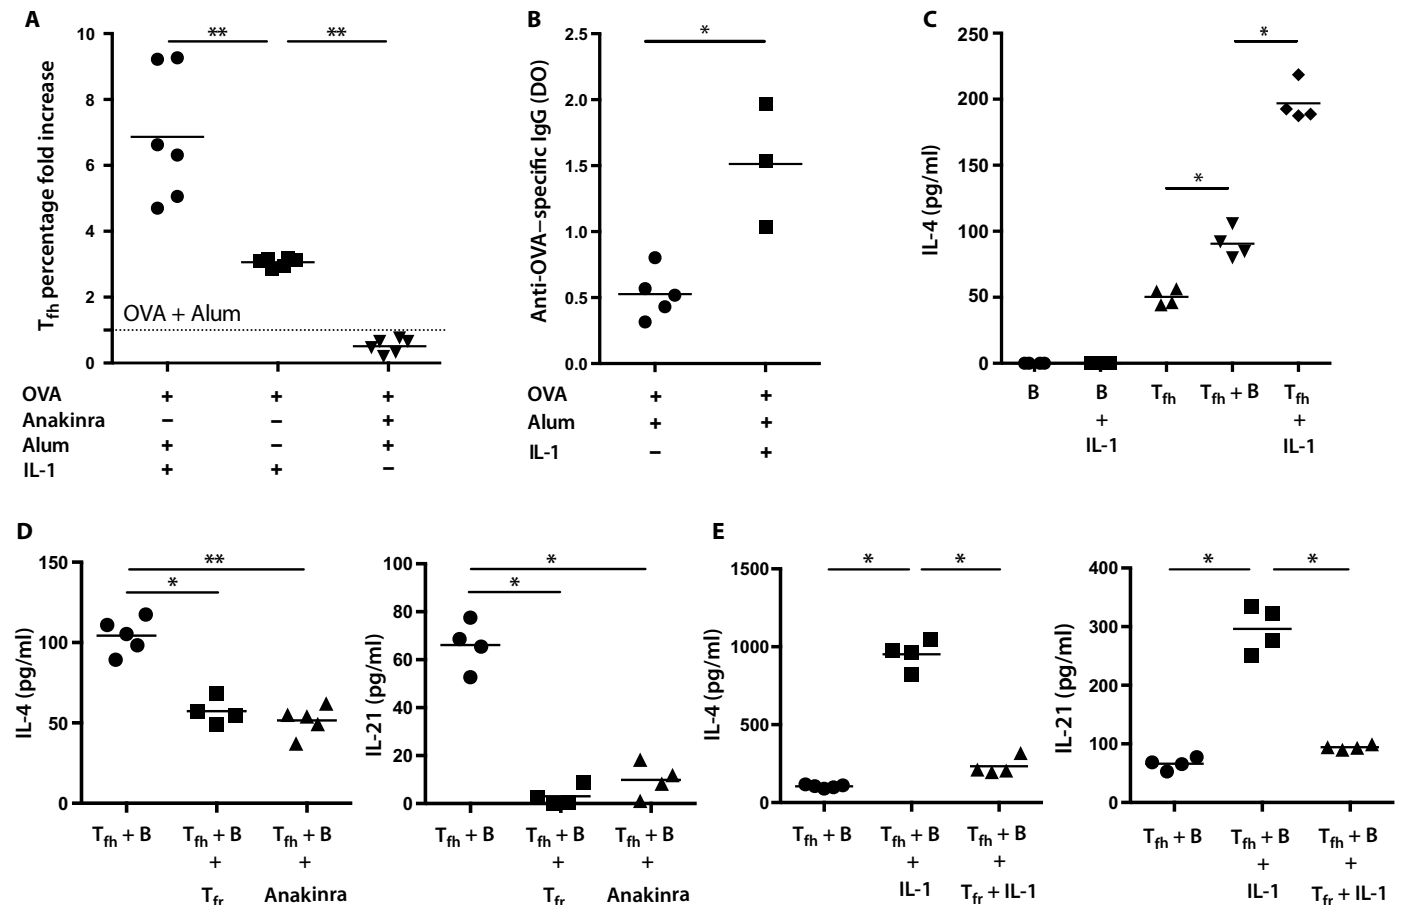 A
**
**
10
8
6
4
2
0
Tfh percentage fold increase
OVA + Alum
OVA + + +
Anakinra − − +
Alum + − +
IL-1 + + −
B
*
2.5
2.0
1.5
1.0
0.5
0.0
Anti-OVA−specific IgG (DO)
OVA + +
Alum + +
IL-1 − +
C
*
*
250
200
150
100
50
0
IL-4 (pg/ml)
B
B + IL-1
Tfh
Tfh + B
Tfh + IL-1
D
**
*
150
100
50
0
IL-4 (pg/ml)
Tfh + B
Tfh + B + Tfr
Tfh + B + Anakinra
*
*
100
80
60
40
20
0
IL-21 (pg/ml)
Tfh + B
Tfh + B + Tfr
Tfh + B + Anakinra
E
*
*
1500
1000
500
0
IL-4 (pg/ml)
Tfh + B
Tfh + B + IL-1
Tfh + B + Tfr + IL-1
*
*
400
300
200
100
0
IL-21 (pg/ml)
Tfh + B
Tfh + B + IL-1
Tfh + B + Tfr + IL-1